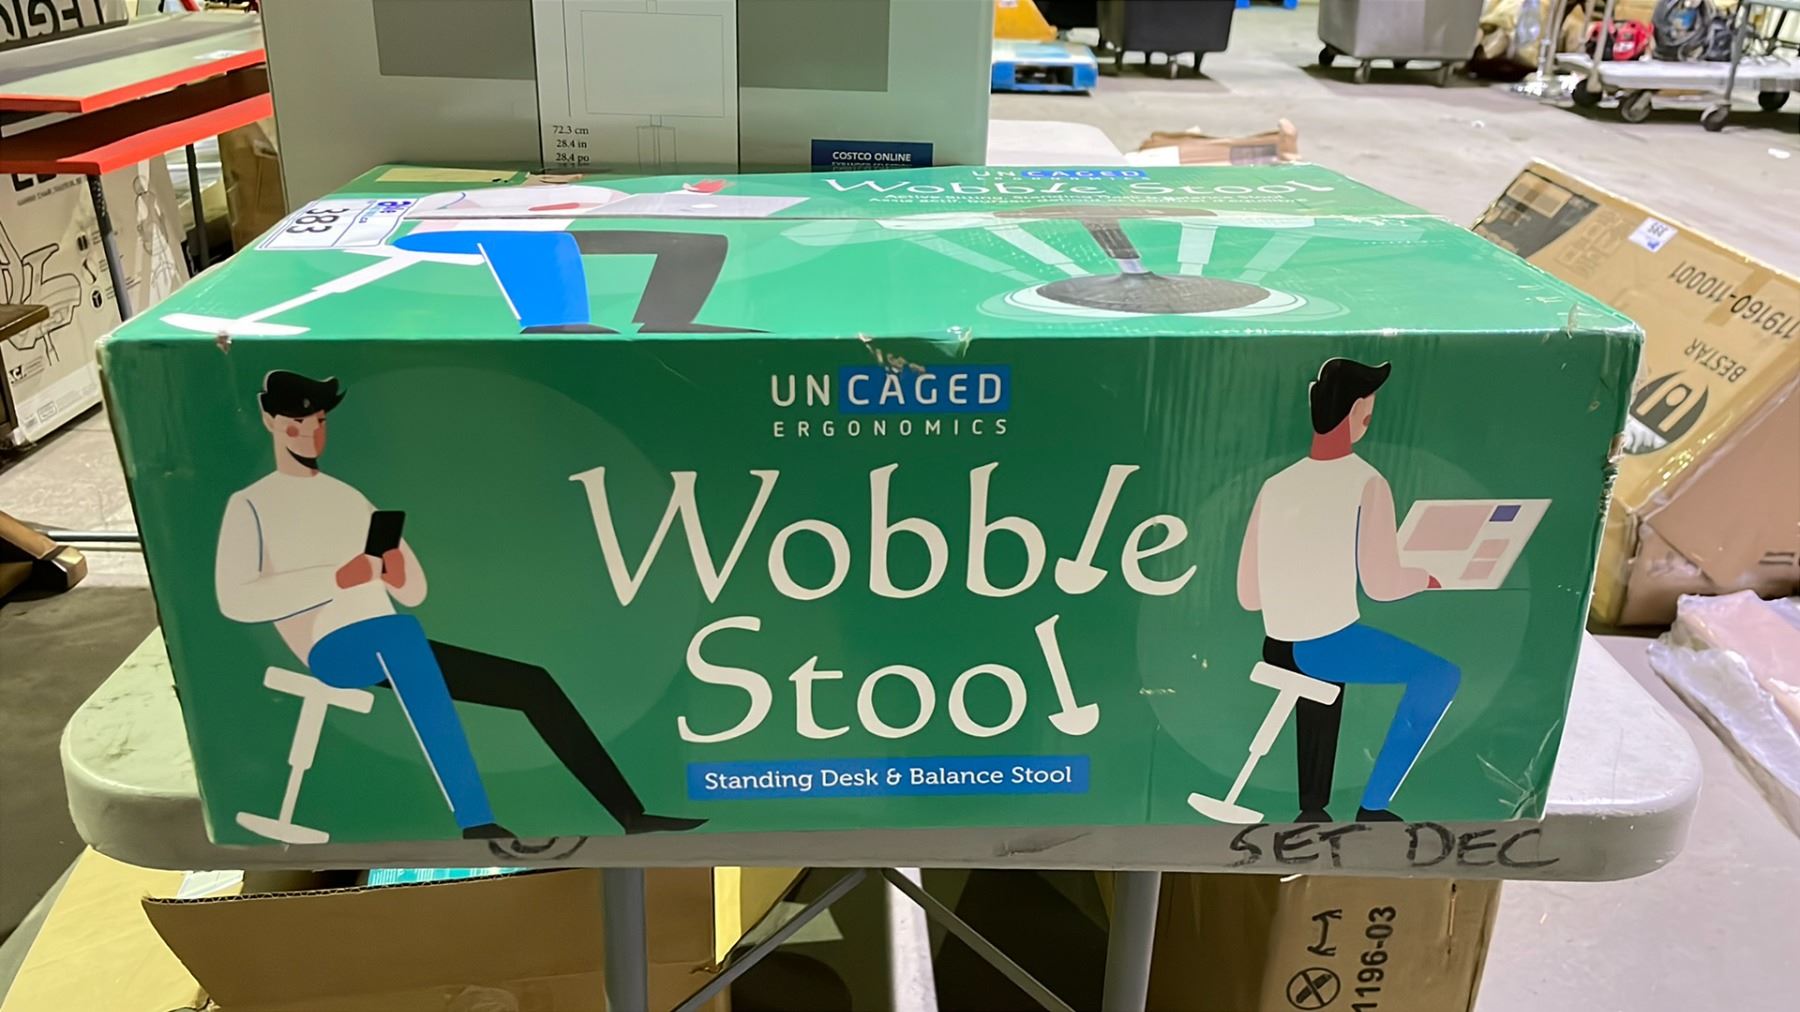 72.3 cm
28.4 in
28.4 po
COSTCO ONLINE
UNCAGED
ERGONOMICS
Wobble Stool
383
UNCAGED
ERGONOMICS
Wobble
Stool
Standing Desk & Balance Stool
SET DEC
119160-110001
BESTAR
1196-03